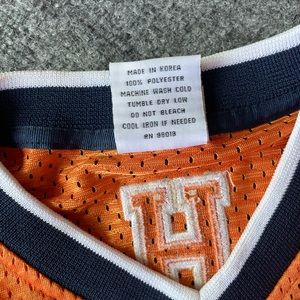 MADE IN KOREA
100% POLYESTER
MACHINE WASH COLD
TUMBLE DRY LOW
DO NOT BLEACH
COOL IRON IF NEEDED
RN 99019
H